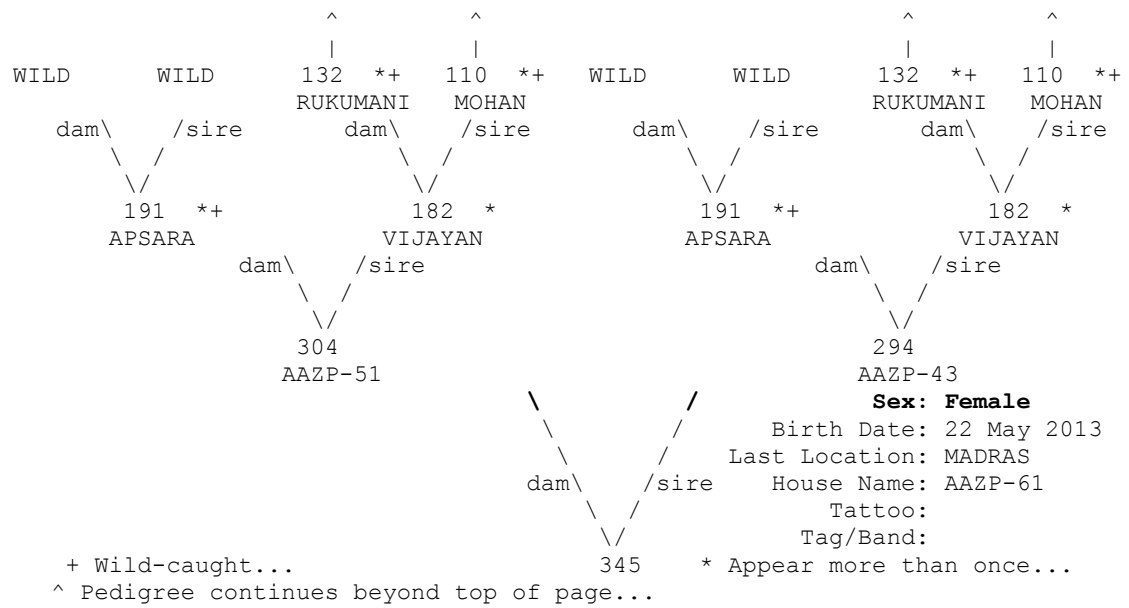 ^ ^ ^ ^
| | | |
WILD WILD 132 *+ 110 *+ WILD WILD 132 *+ 110 *+
RUKUMANI MOHAN RUKUMANI MOHAN
dam\ /sire dam\ /sire dam\ /sire dam\ /sire
\ / \ / \ / \ /
\/ \/ \/ \/
191 *+ 182 * 191 *+ 182 *
APSARA VIJAYAN APSARA VIJAYAN
dam\ /sire dam\ /sire
\ / \ /
\/ \/
304 294
AAZP-51 AAZP-43
\ / Sex: Female
\ / Birth Date: 22 May 2013
\ / Last Location: MADRAS
dam\ /sire House Name: AAZP-61
\ / Tattoo:
\/ Tag/Band:
+ Wild-caught... 345 * Appear more than once...
^ Pedigree continues beyond top of page...